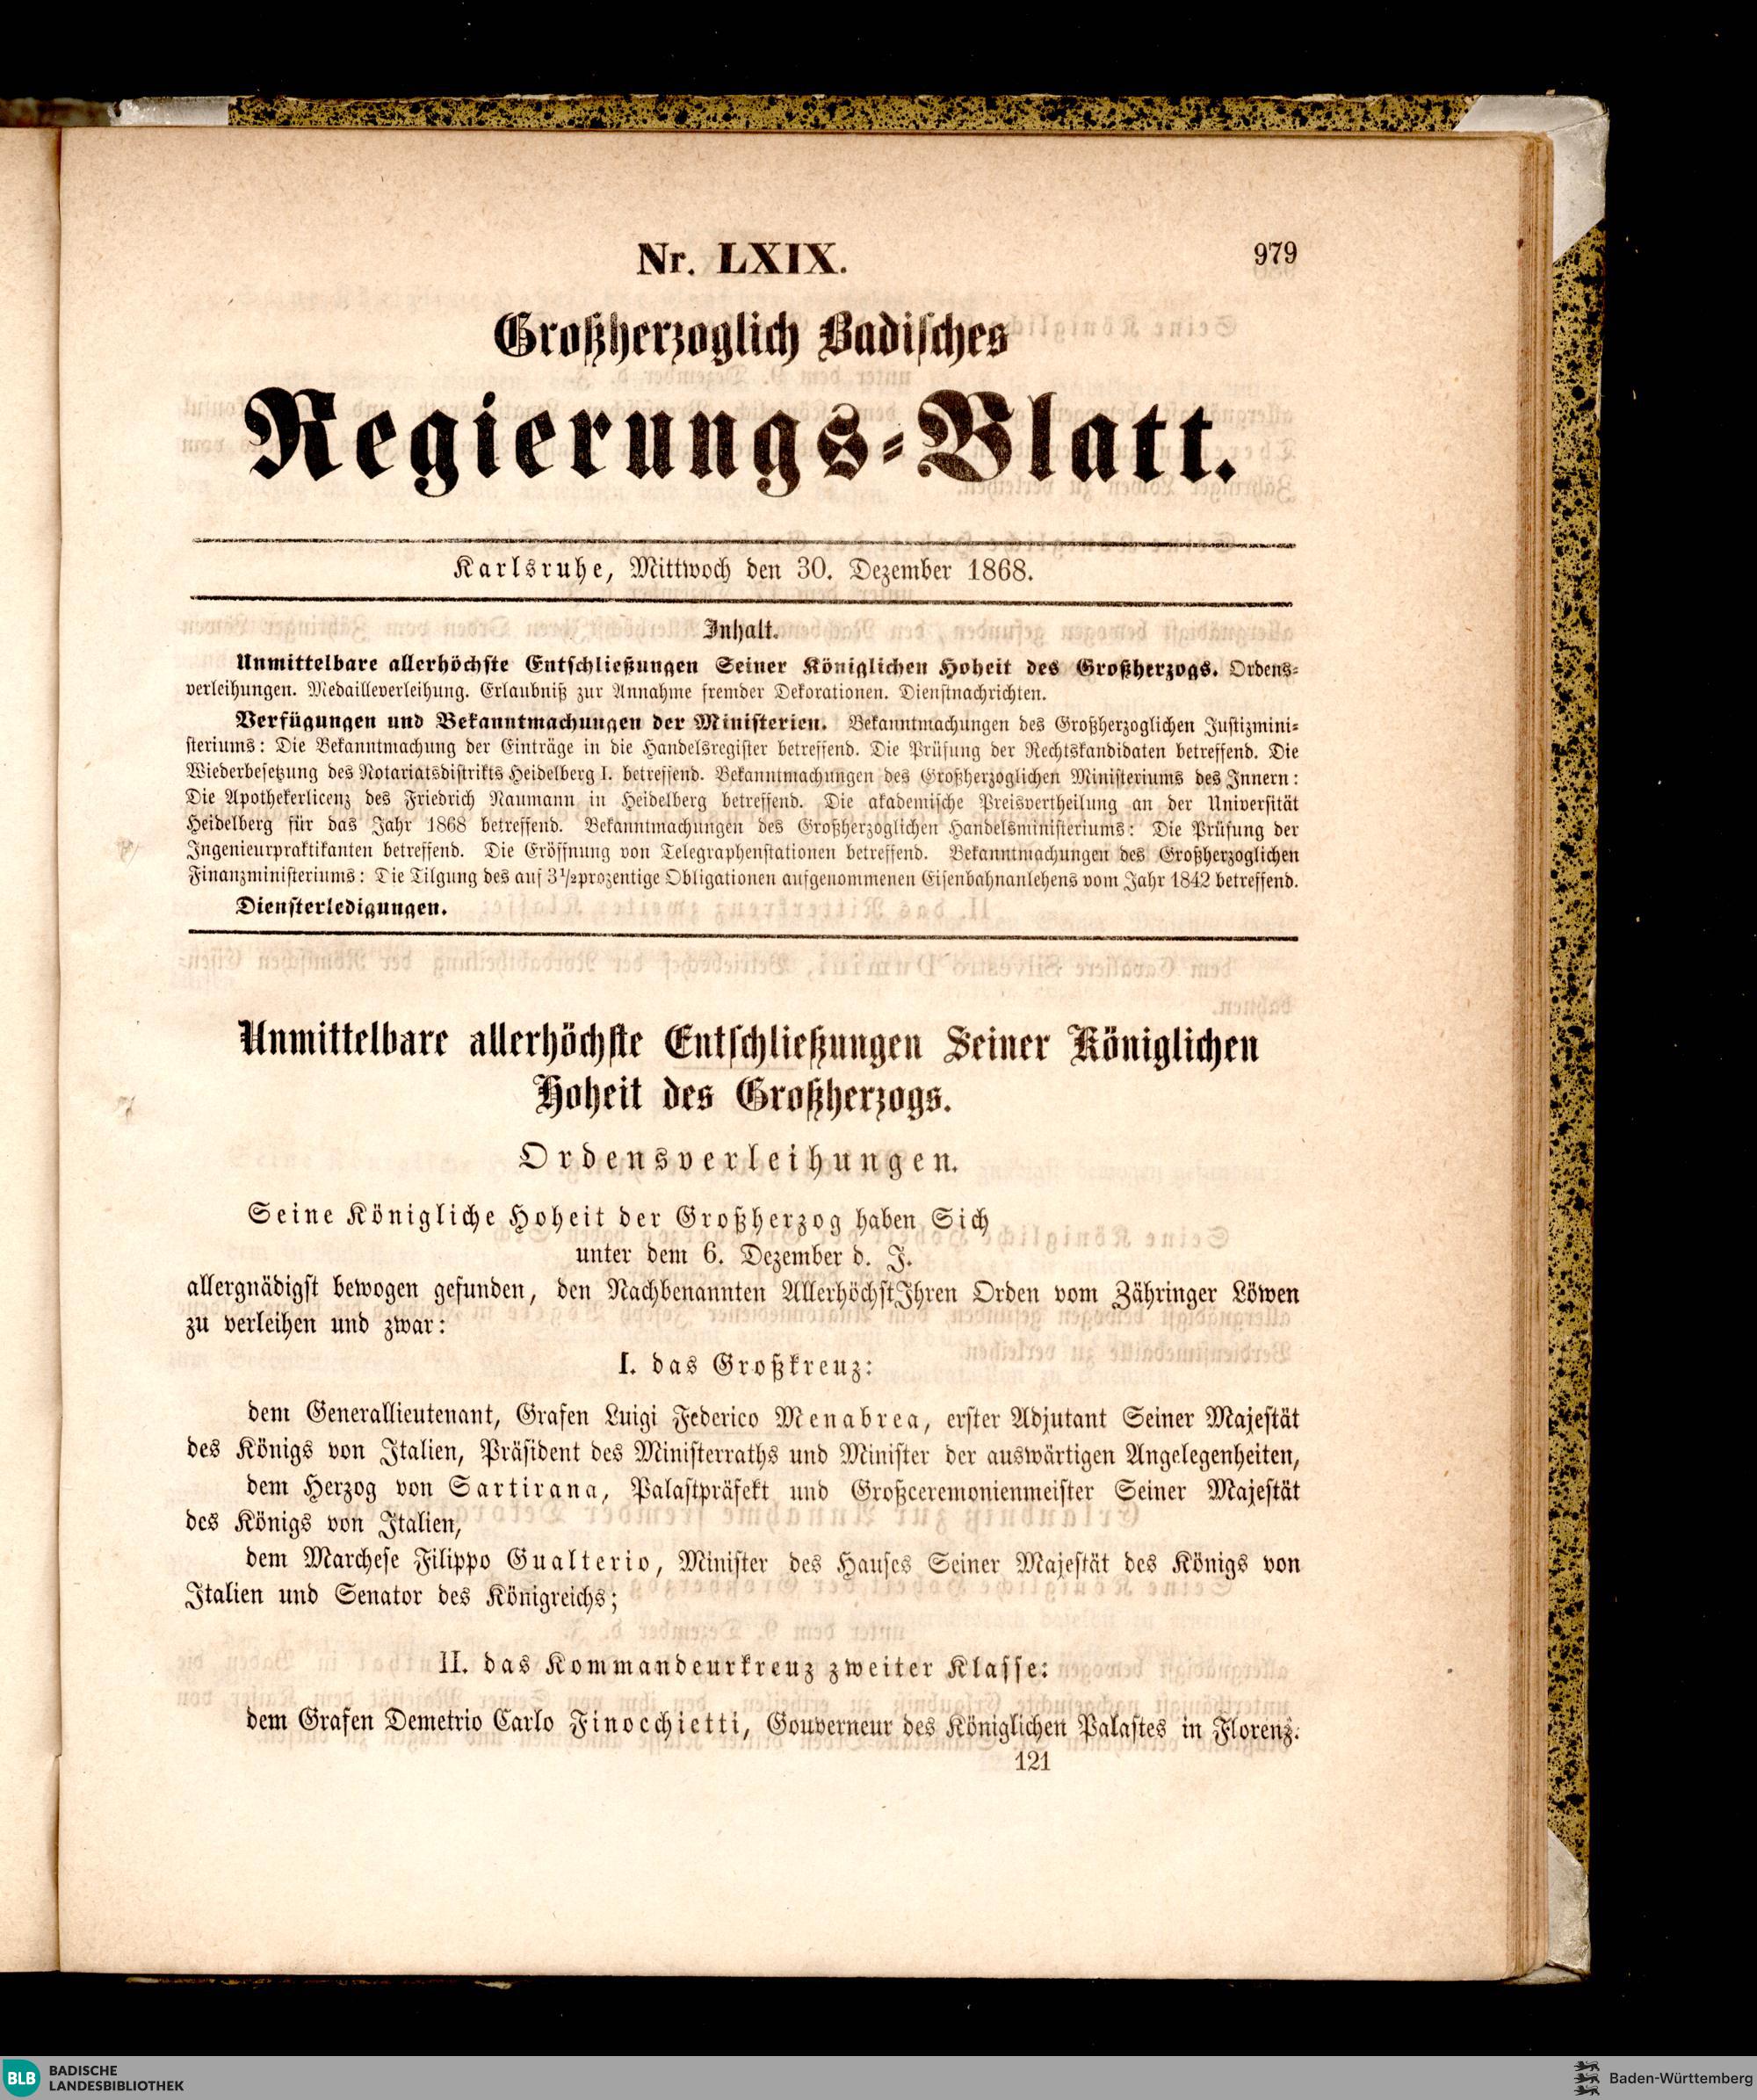 Nr. LXIX.
979
Großherzoglich Badisches
Regierungs-Blatt.
Karlsruhe, Mittwoch den 30. Dezember 1868.
Inhalt.
Unmittelbare allerhöchste Entschließungen Seiner Königlichen Hoheit des Großherzogs. Ordens-
verleihungen. Medailleverleihung. Erlaubniß zur Annahme fremder Dekorationen. Dienstnachrichten.
Verfügungen und Bekanntmachungen der Ministerien. Bekanntmachungen des Großherzoglichen Justizmini-
steriums: Die Bekanntmachung der Einträge in die Handelsregister betreffend. Die Prüfung der Rechtskandidaten betreffend. Die
Wiederbesetzung des Notariatsdistrikts Heidelberg I. betreffend. Bekanntmachungen des Großherzoglichen Ministeriums des Innern:
Die Apothekerlicenz des Friedrich Naumann in Heidelberg betreffend. Die akademische Preisvertheilung an der Universität
Heidelberg für das Jahr 1868 betreffend. Bekanntmachungen des Großherzoglichen Handelsministeriums: Die Prüfung der
Ingenieurpraktikanten betreffend. Die Eröffnung von Telegraphenstationen betreffend. Bekanntmachungen des Großherzoglichen
Finanzministeriums: Die Tilgung des auf 3½prozentige Obligationen aufgenommenen Eisenbahnanlehens vom Jahr 1842 betreffend.
Diensterledigungen.
Unmittelbare allerhöchste Entschließungen Seiner Königlichen
Hoheit des Großherzogs.
Ordensverleihungen.
Seine Königliche Hoheit der Großherzog haben Sich
unter dem 6. Dezember d. J.
allergnädigst bewogen gefunden, den Nachbenannten AllerhöchstIhren Orden vom Zähringer Löwen
zu verleihen und zwar:
I. das Großkreuz:
dem Generallieutenant, Grafen Luigi Federico Menabrea, erster Adjutant Seiner Majestät
des Königs von Italien, Präsident des Ministerraths und Minister der auswärtigen Angelegenheiten,
dem Herzog von Sartirana, Palastpräfekt und Großceremonienmeister Seiner Majestät
des Königs von Italien,
dem Marchese Filippo Gualterio, Minister des Hauses Seiner Majestät des Königs von
Italien und Senator des Königreichs;
II. das Kommandeurkreuz zweiter Klasse:
dem Grafen Demetrio Carlo Finocchietti, Gouverneur des Königlichen Palastes in Florenz.
121
BLB BADISCHE
LANDESBIBLIOTHEK
Baden-Württemberg